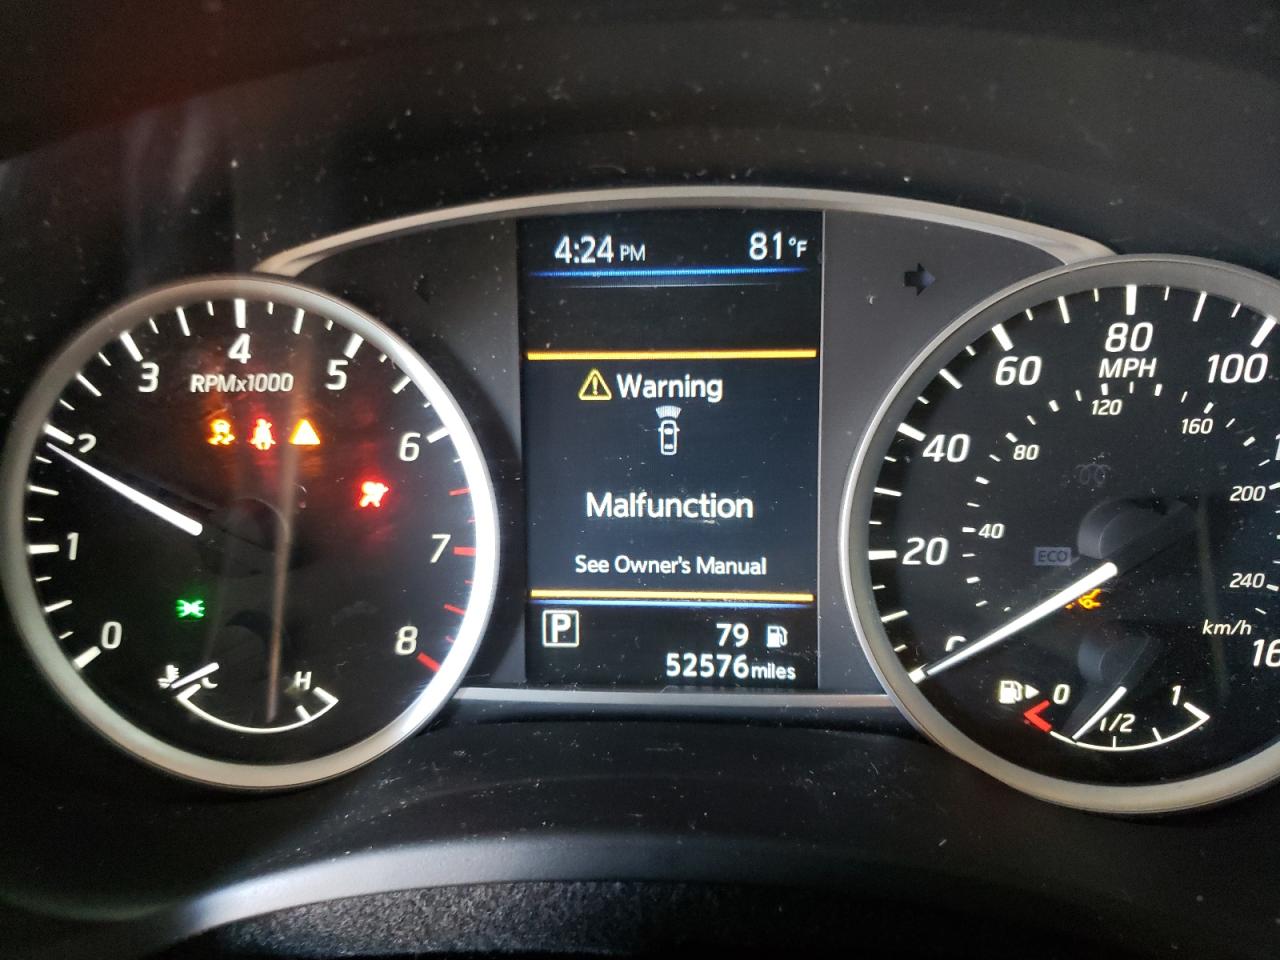 4:24 PM 81°F
Warning
Malfunction
See Owner's Manual
P 79
52576 miles
0 1 2 3 4 5 6 7 8
RPMx1000
C H
20 40 60 80 100
MPH
40 80 120 160 200 240
km/h
ECO
0 1/2 1